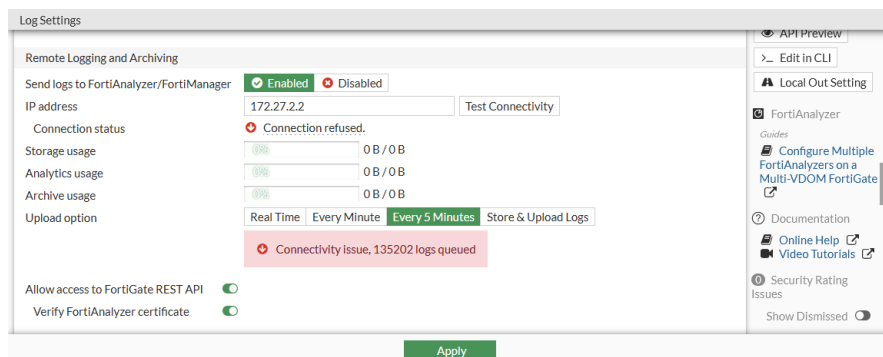 Log Settings
API Preview
Remote Logging and Archiving
>_ Edit in CLI
Send logs to FortiAnalyzer/FortiManager Enabled Disabled
Local Out Setting
IP address 172.27.2.2 Test Connectivity
FortiAnalyzer
Connection status Connection refused.
Guides
Storage usage 0% 0 B / 0 B
Configure Multiple
FortiAnalyzers on a
Multi-VDOM FortiGate
Analytics usage 0% 0 B / 0 B
Archive usage 0% 0 B / 0 B
Upload option Real Time Every Minute Every 5 Minutes Store & Upload Logs
Documentation
Online Help
Video Tutorials
Connectivity issue, 135202 logs queued
0 Security Rating
Issues
Allow access to FortiGate REST API
Verify FortiAnalyzer certificate
Show Dismissed
Apply